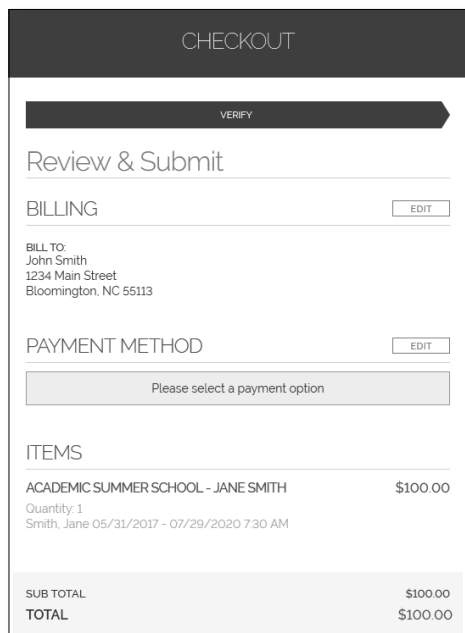 CHECKOUT
VERIFY
Review & Submit
BILLING
EDIT
BILL TO:
John Smith
1234 Main Street
Bloomington, NC 55113
PAYMENT METHOD
EDIT
Please select a payment option
ITEMS
ACADEMIC SUMMER SCHOOL - JANE SMITH
$100.00
Quantity: 1
Smith, Jane 05/31/2017 - 07/29/2020 7:30 AM
SUB TOTAL
$100.00
TOTAL
$100.00